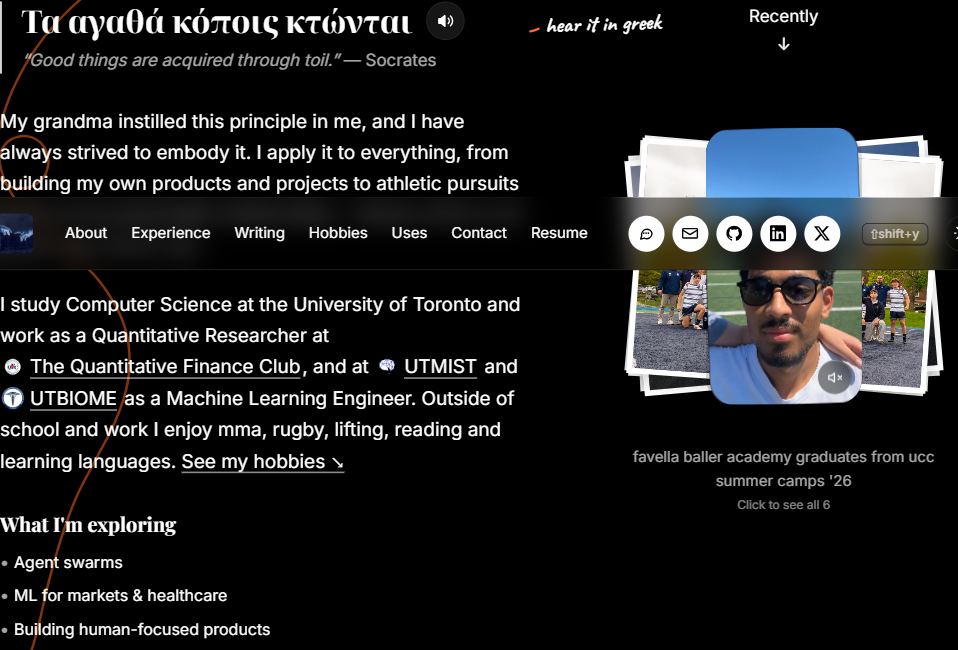 Τα αγαθά κόποις κτώνται
hear it in greek
Recently
"Good things are acquired through toil." — Socrates
My grandma instilled this principle in me, and I have
always strived to embody it. I apply it to everything, from
building my own products and projects to athletic pursuits
About Experience Writing Hobbies Uses Contact Resume
⇧shift+y
I study Computer Science at the University of Toronto and
work as a Quantitative Researcher at
The Quantitative Finance Club, and at UTMIST and
UTBIOME as a Machine Learning Engineer. Outside of
school and work I enjoy mma, rugby, lifting, reading and
learning languages. See my hobbies ↘
favella baller academy graduates from ucc
summer camps '26
Click to see all 6
What I'm exploring
• Agent swarms
• ML for markets & healthcare
• Building human-focused products